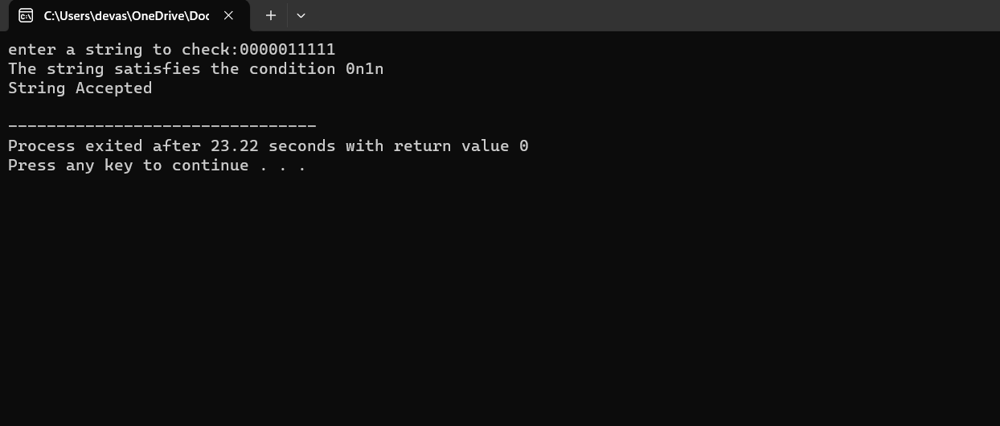 C:\Users\devas\OneDrive\Doc
enter a string to check:0000011111
The string satisfies the condition 0n1n
String Accepted
--------------------------------
Process exited after 23.22 seconds with return value 0
Press any key to continue . . .